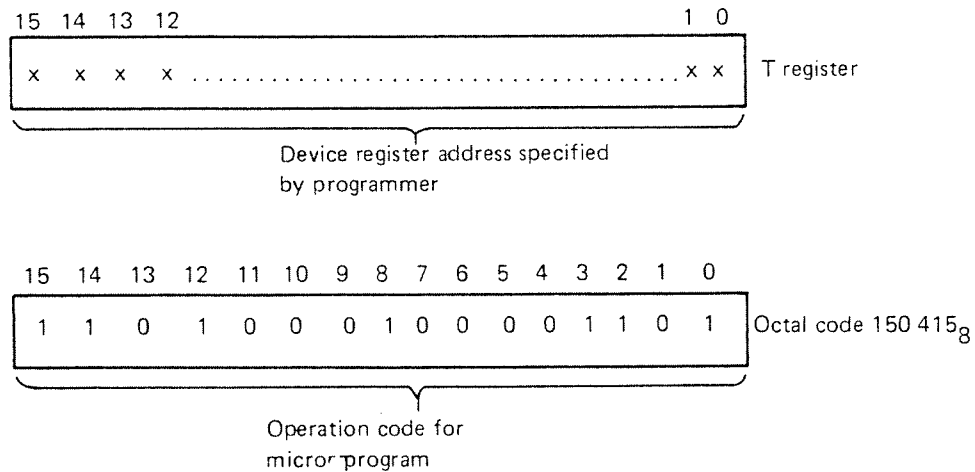 15 14 13 12 1 0
x x x x ........................................ x x T register
Device register address specified
by programmer
15 14 13 12 11 10 9 8 7 6 5 4 3 2 1 0
1 1 0 1 0 0 0 1 0 0 0 0 1 1 0 1 Octal code 150 415₈
Operation code for
micro-program